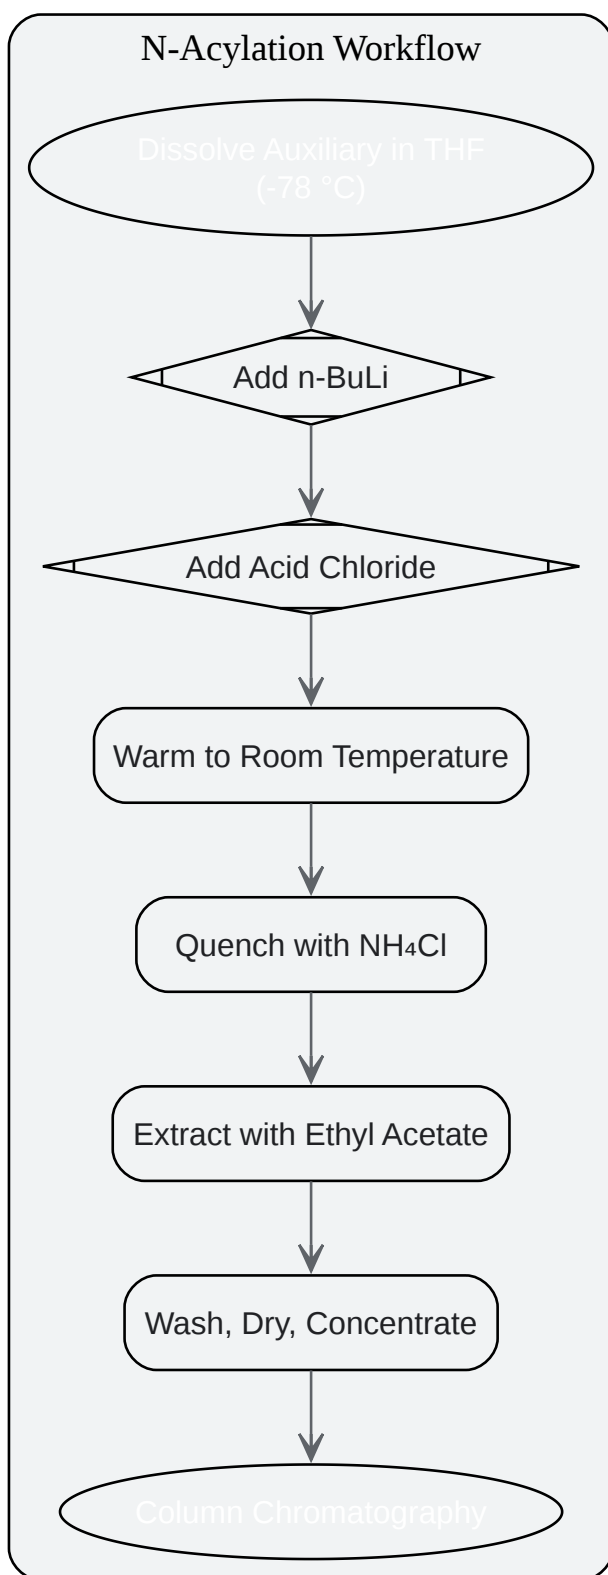 N-Acylation Workflow
Dissolve Auxiliary in THF
(-78 °C)
Add n-BuLi
Add Acid Chloride
Warm to Room Temperature
Quench with NH₄Cl
Extract with Ethyl Acetate
Wash, Dry, Concentrate
Column Chromatography